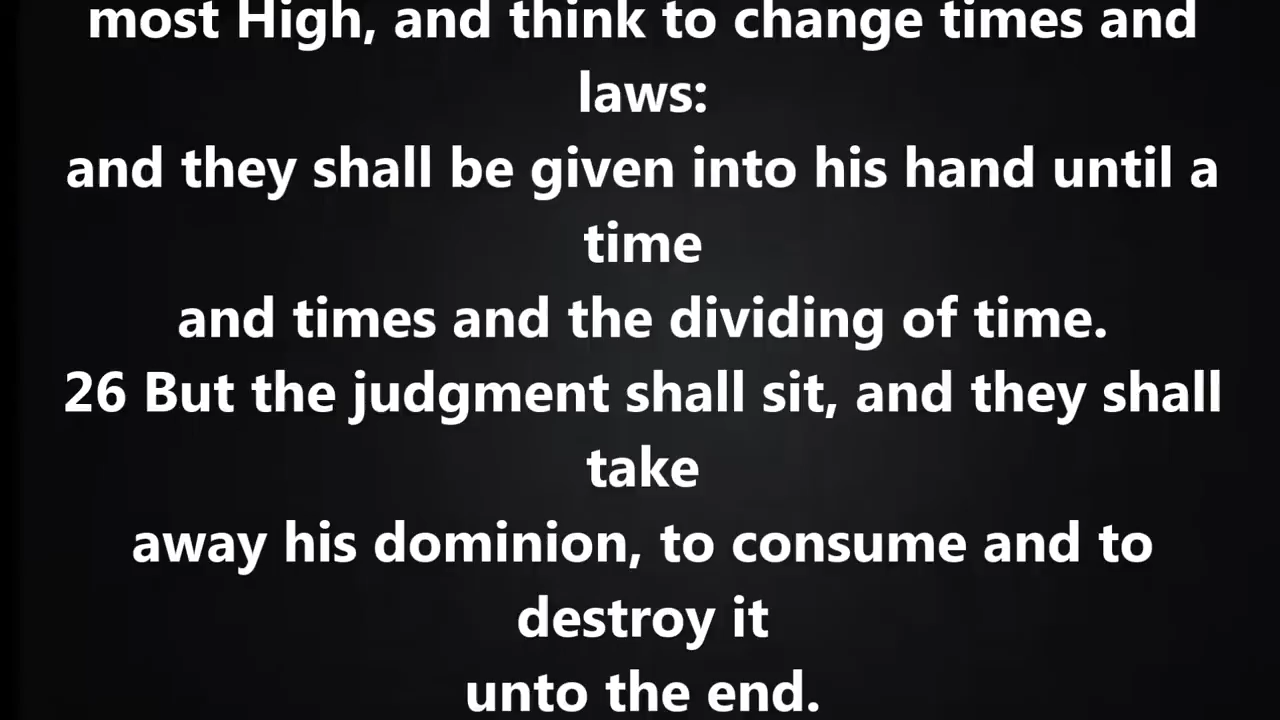 most High, and think to change times and
laws:
and they shall be given into his hand until a
time
and times and the dividing of time.
26 But the judgment shall sit, and they shall
take
away his dominion, to consume and to
destroy it
unto the end.